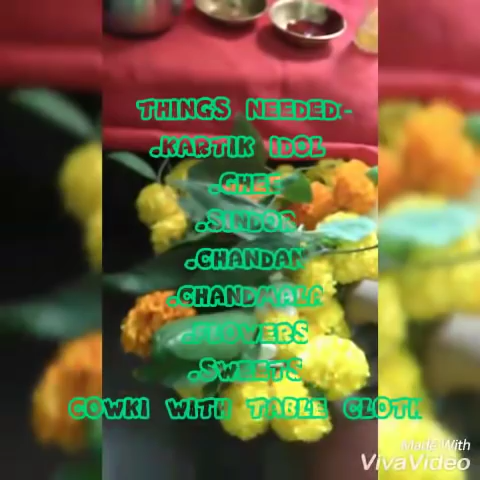 THINGS NEEDED:-
.KARTIK IDOL
.GHEE
.SINDOR
.CHANDAN
.CHANDMALA
.FLOWERS
.SWEETS
COWKI WITH TABLE CLOTH
Made With
VivaVideo